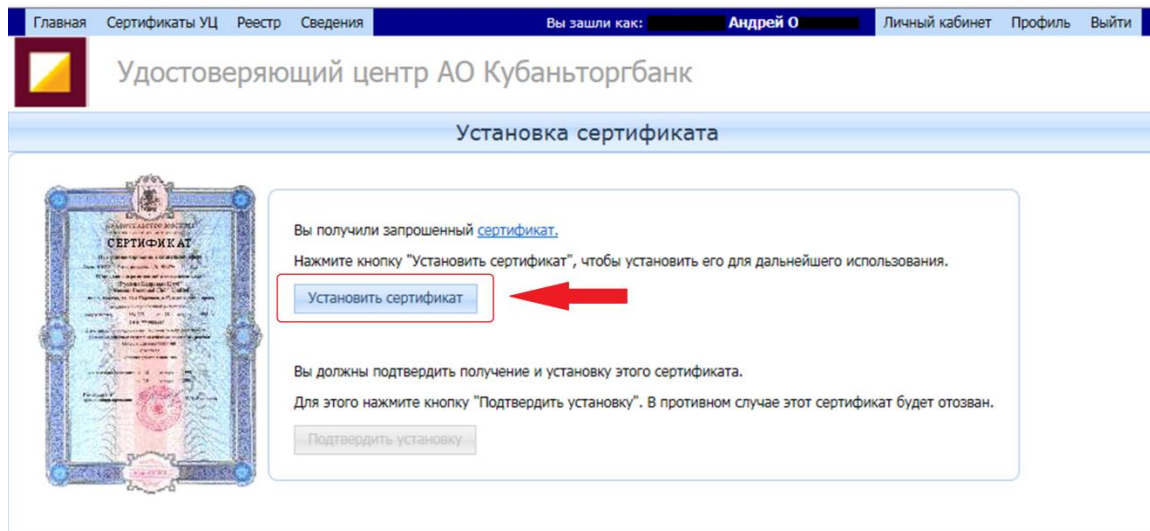 Главная Сертификаты УЦ Реестр Сведения Вы зашли как: Андрей О Личный кабинет Профиль Выйти
Удостоверяющий центр АО Кубаньторгбанк
Установка сертификата
СЕРТИФИКАТ
Вы получили запрошенный сертификат.
Нажмите кнопку "Установить сертификат", чтобы установить его для дальнейшего использования.
Установить сертификат
Вы должны подтвердить получение и установку этого сертификата.
Для этого нажмите кнопку "Подтвердить установку". В противном случае этот сертификат будет отозван.
Подтвердить установку